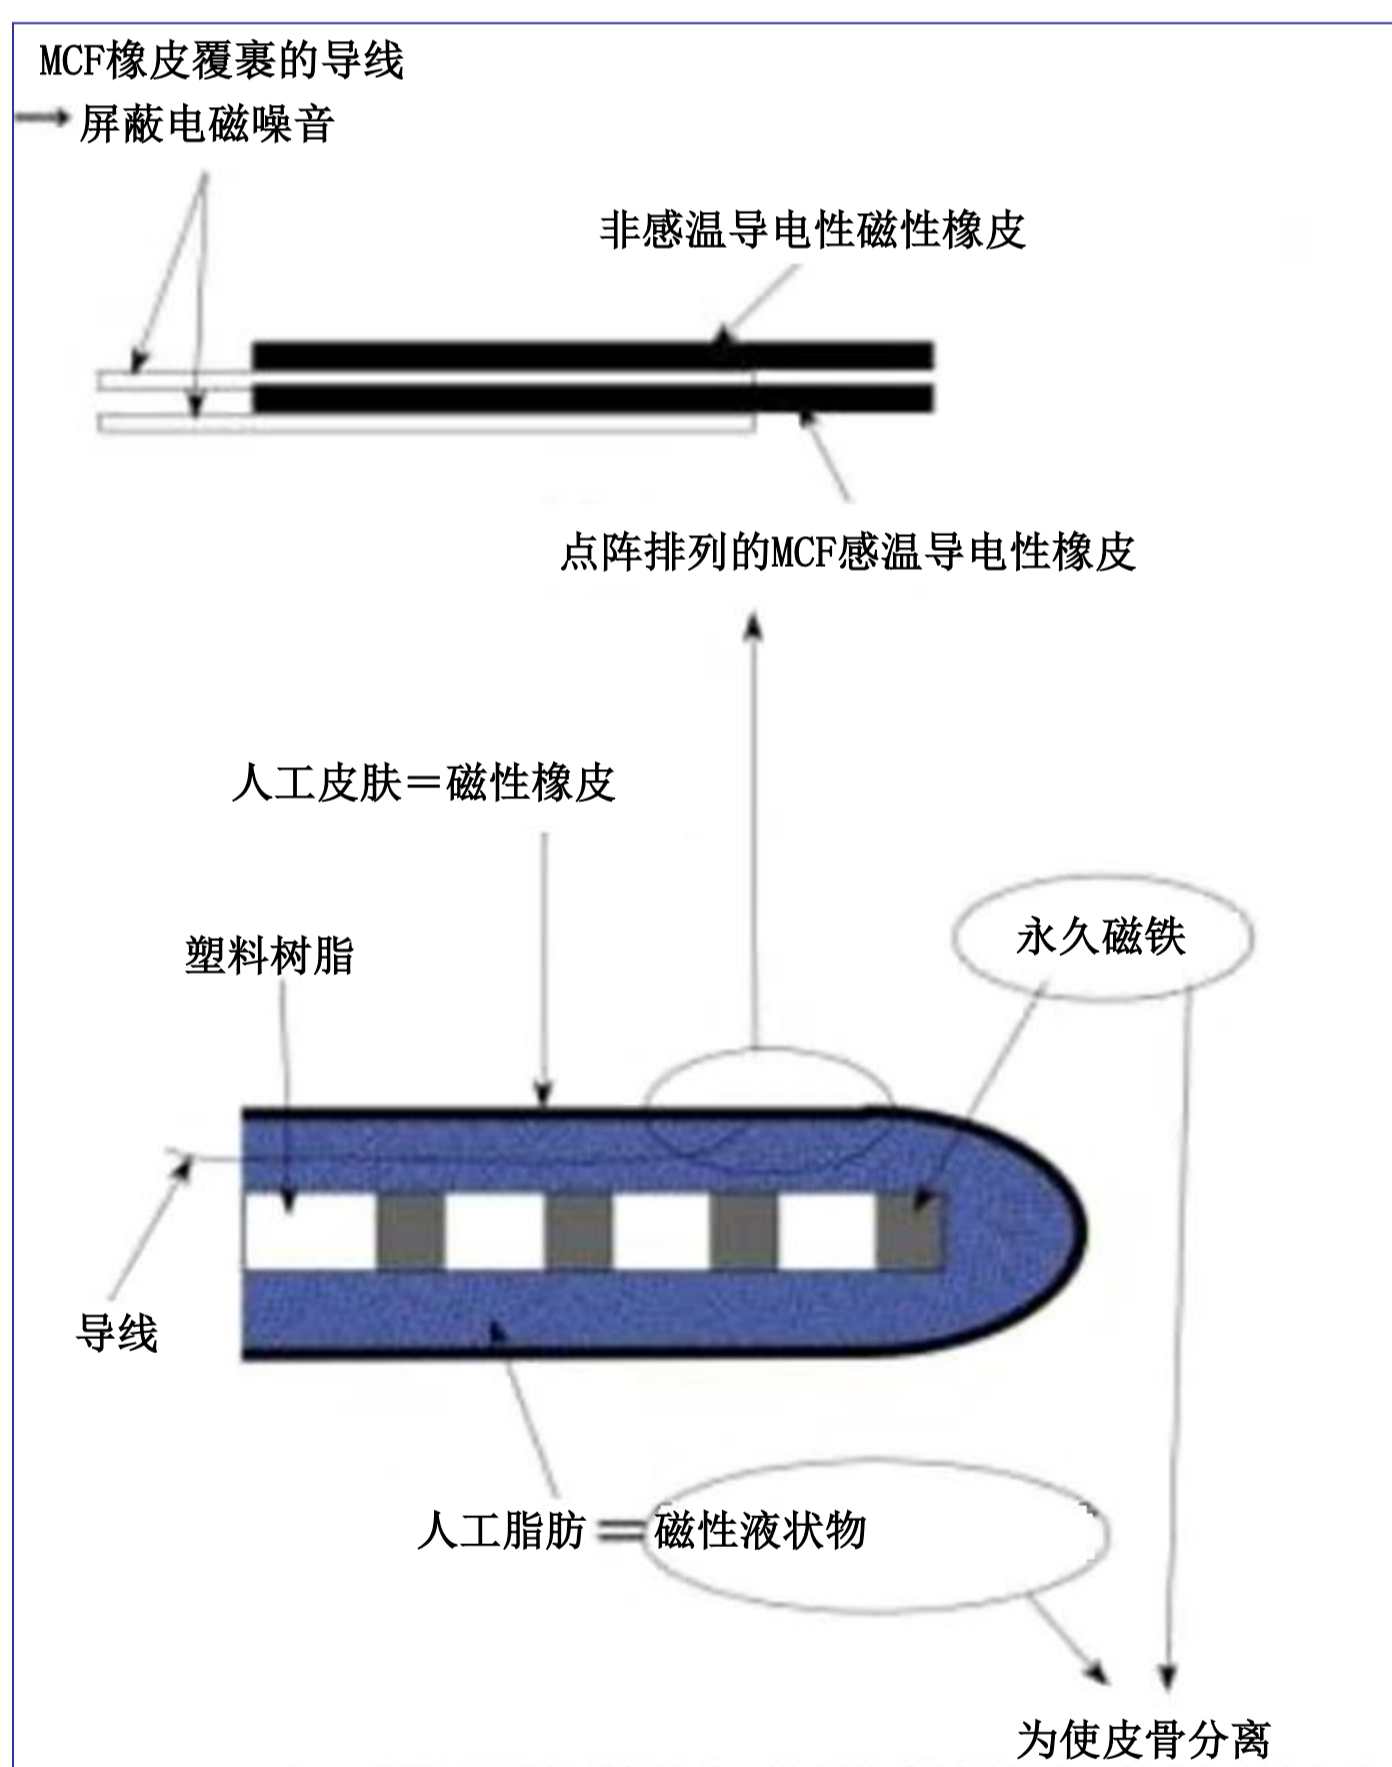 MCF橡皮覆裹的导线
→屏蔽电磁噪音
非感温导电性磁性橡皮
点阵排列的MCF感温导电性橡皮
人工皮肤＝磁性橡皮
永久磁铁
塑料树脂
导线
人工脂肪＝磁性液状物
为使皮骨分离